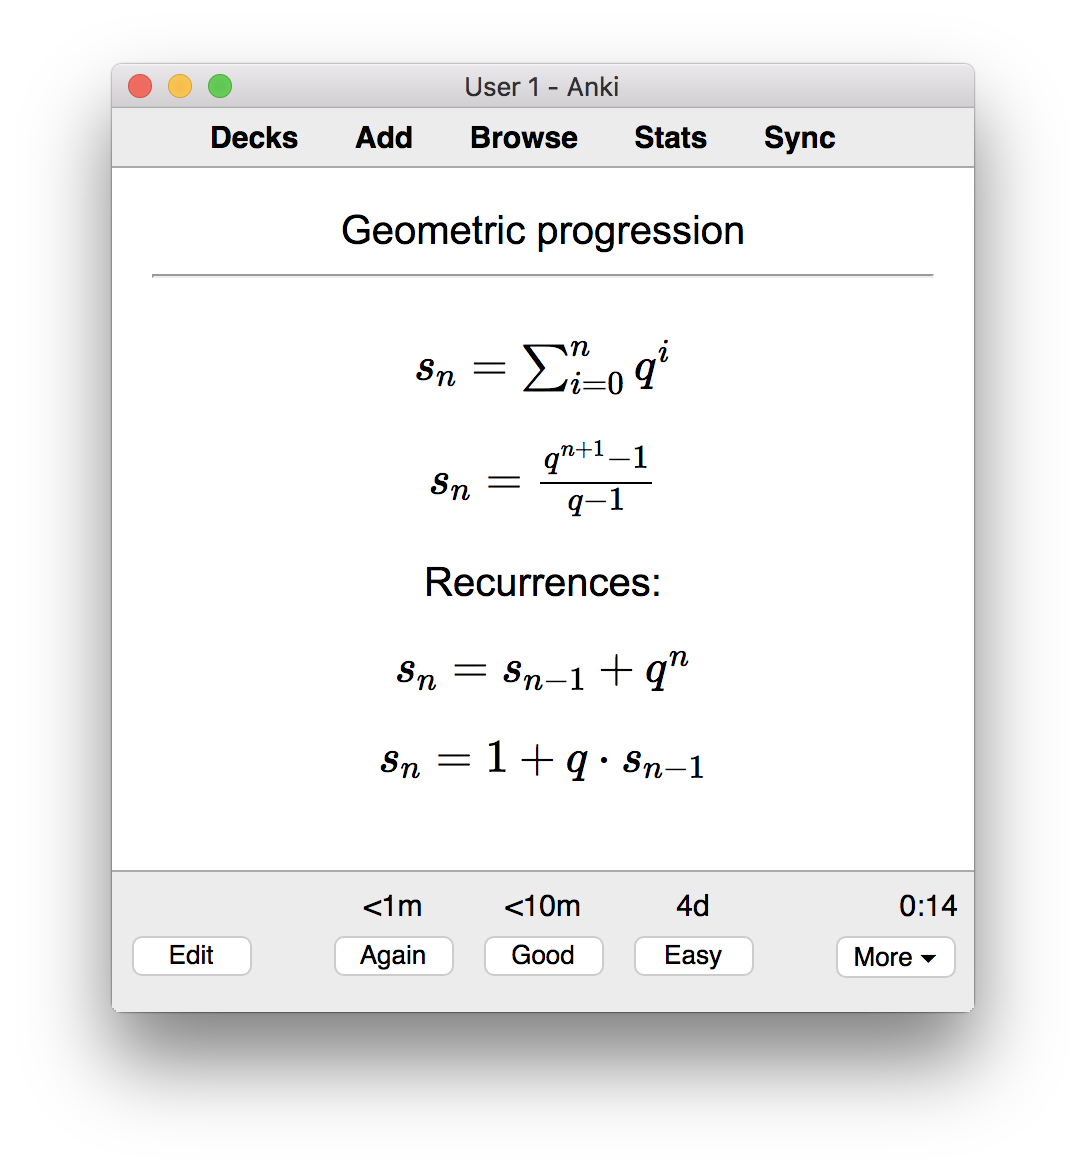 User 1 - Anki
Decks Add Browse Stats Sync
Geometric progression
$s_n = \sum_{i=0}^{n} q^i$
$s_n = \frac{q^{n+1}-1}{q-1}$
Recurrences:
$s_n = s_{n-1} + q^n$
$s_n = 1 + q \cdot s_{n-1}$
<1m <10m 4d 0:14
Edit Again Good Easy More